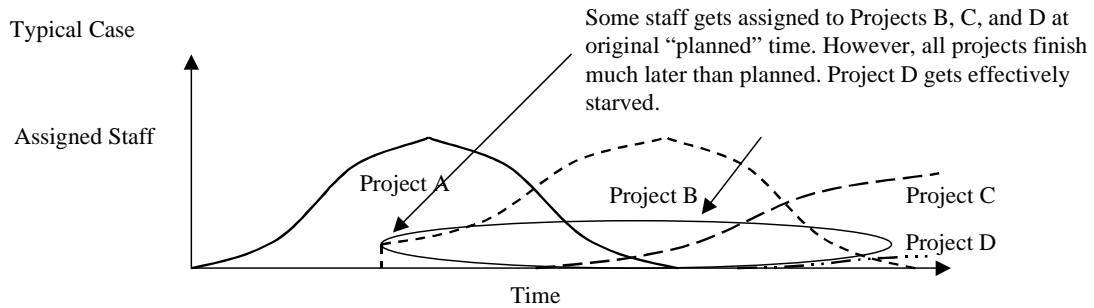 Some staff gets assigned to Projects B, C, and D at
Typical Case
original “planned” time. However, all projects finish
much later than planned. Project D gets effectively
starved.
Assigned Staff
Project A
Project B
Project C
Project D
Time